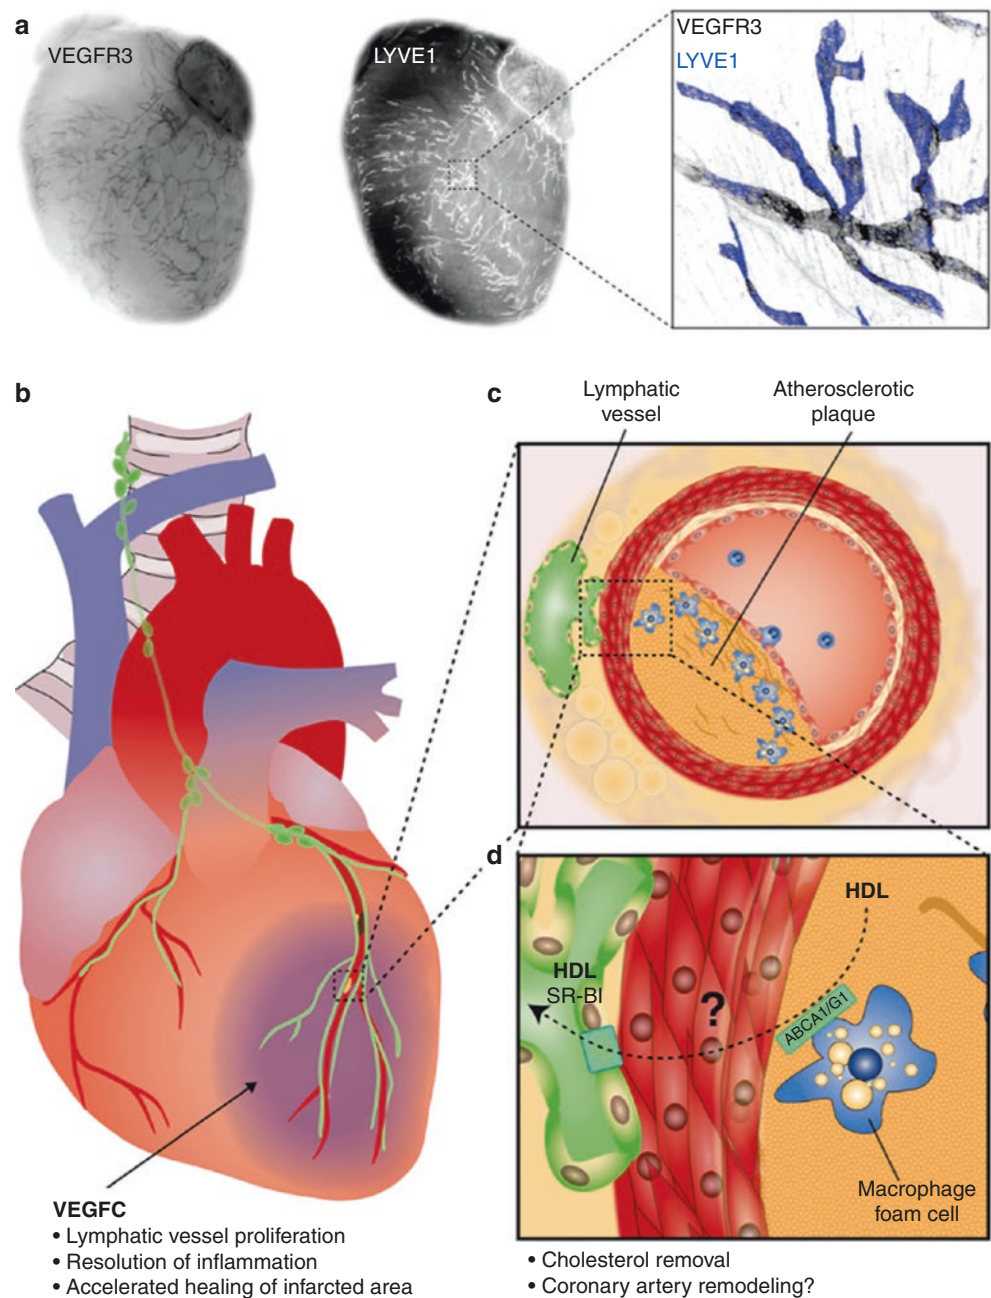 a
VEGFR3
LYVE1
VEGFR3
LYVE1
b
c
Lymphatic
vessel
Atherosclerotic
plaque
d
HDL
HDL
SR-BI
?
ABCA1/G1
Macrophage
foam cell
VEGFC
• Lymphatic vessel proliferation
• Resolution of inflammation
• Accelerated healing of infarcted area
• Cholesterol removal
• Coronary artery remodeling?